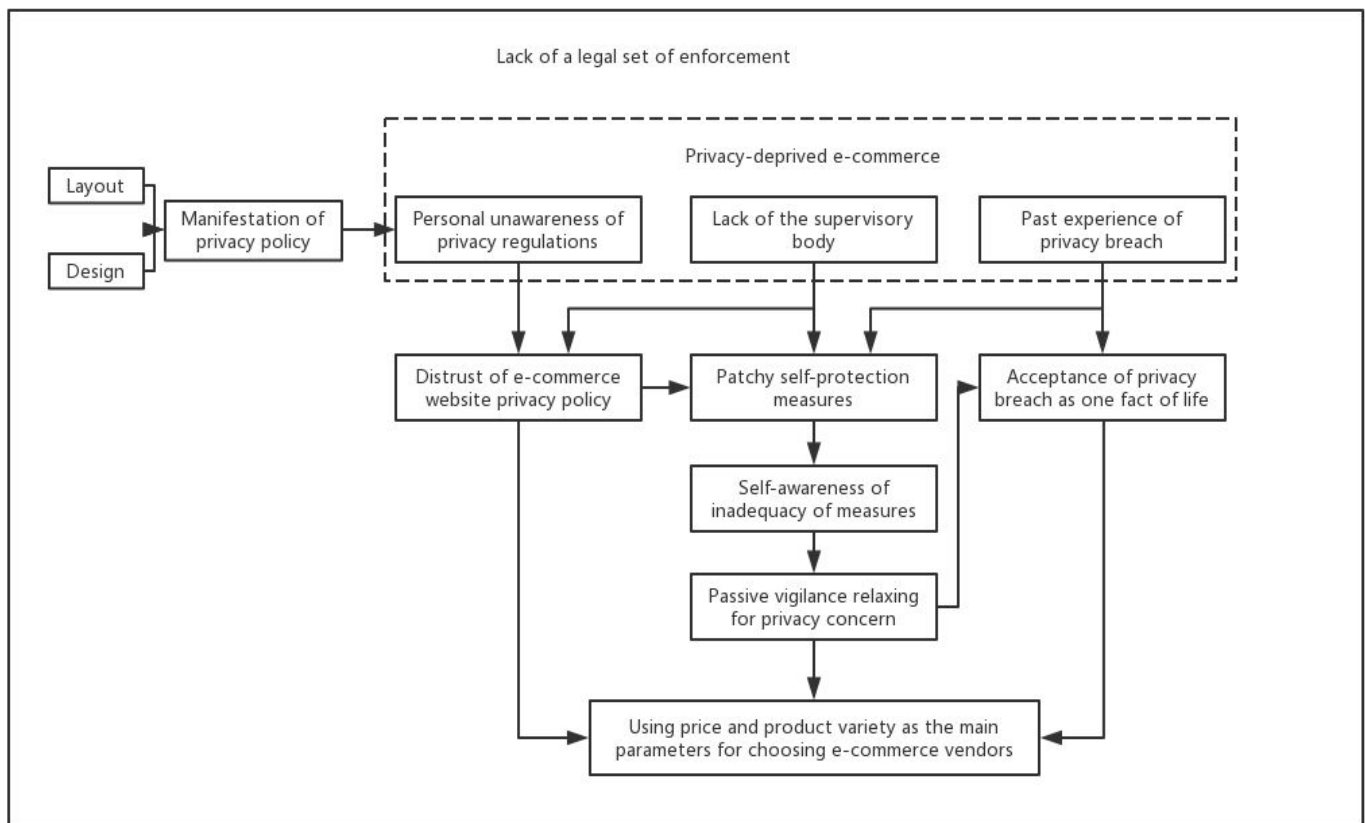 Lack of a legal set of enforcement
Privacy-deprived e-commerce
Layout
Design
Manifestation of
privacy policy
Personal unawareness of
privacy regulations
Lack of the supervisory
body
Past experience of
privacy breach
Distrust of e-commerce
website privacy policy
Patchy self-protection
measures
Acceptance of privacy
breach as one fact of life
Self-awareness of
inadequacy of measures
Passive vigilance relaxing
for privacy concern
Using price and product variety as the main
parameters for choosing e-commerce vendors